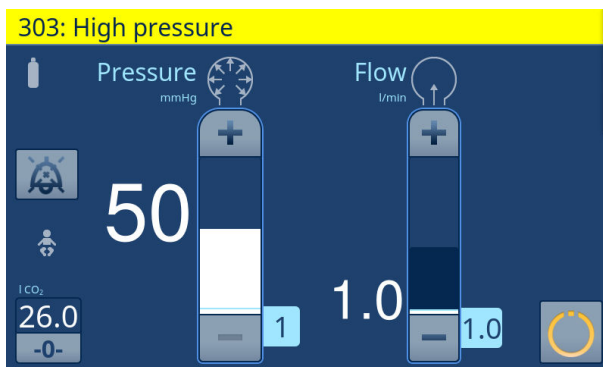 303: High pressure
Pressure
mmHg
Flow
l/min
50
1
1.0
1.0
I CO₂
26.0
-0-